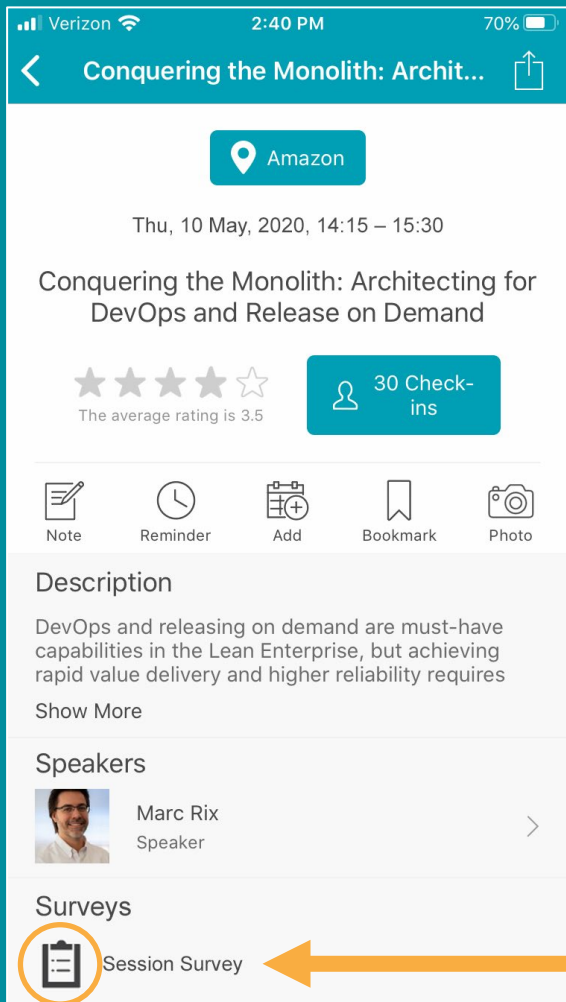 Verizon 2:40 PM 70%
Conquering the Monolith: Archit...
Amazon
Thu, 10 May, 2020, 14:15 – 15:30
Conquering the Monolith: Architecting for
DevOps and Release on Demand
The average rating is 3.5
30 Check-
ins
Note Reminder Add Bookmark Photo
Description
DevOps and releasing on demand are must-have
capabilities in the Lean Enterprise, but achieving
rapid value delivery and higher reliability requires
Show More
Speakers
Marc Rix
Speaker
Surveys
Session Survey